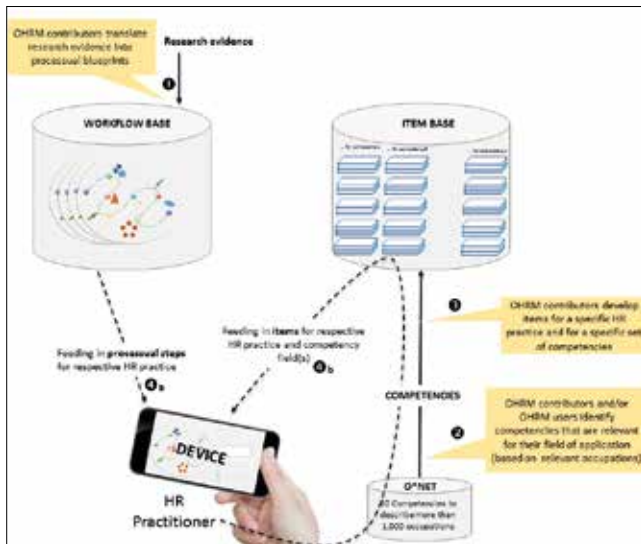 OHRM contributors translate
research evidence into
processual blueprints
Research evidence
1
WORKFLOW BASE
ITEM BASE
Feeding in processual steps
for respective HR practice
4a
Feeding in items for respective
HR practice and competency
field(s)
4b
OHRM contributors develop
items for a specific HR
practice and for a specific set
of competencies
COMPETENCIES
OHRM contributors and/or
OHRM users identify
competencies that are relevant
for their field of application
(based on relevant occupations)
2
DEVICE
HR
Practitioner
O*NET
Competencies to
describe more than
1,000 occupations